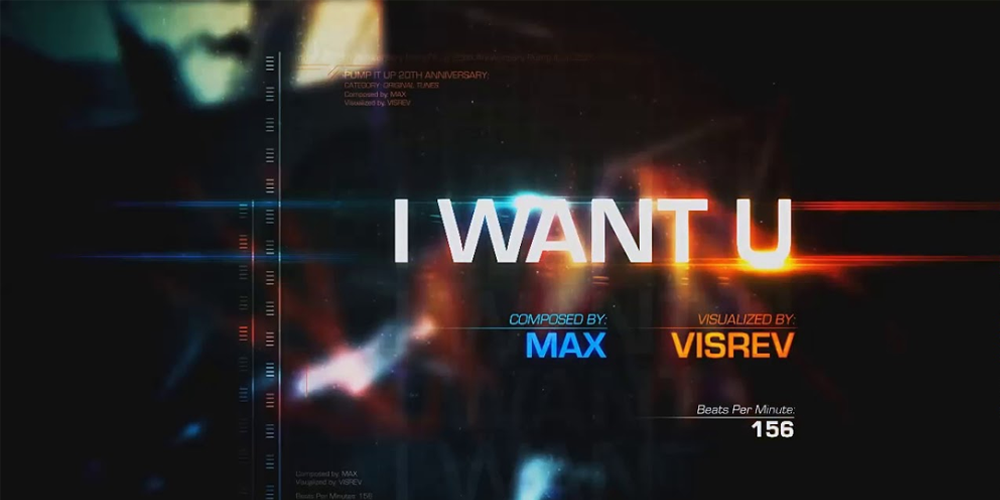 PUMP IT UP 20TH ANNIVERSARY:
CATEGORY: ORIGINAL TUNES
Composed by: MAX
Visualized by: VISREV
I WANT U
COMPOSED BY:
MAX
VISUALIZED BY:
VISREV
Beats Per Minute:
156
Composed by: MAX
Visualized by: VISREV
Beats Per Minute: 156